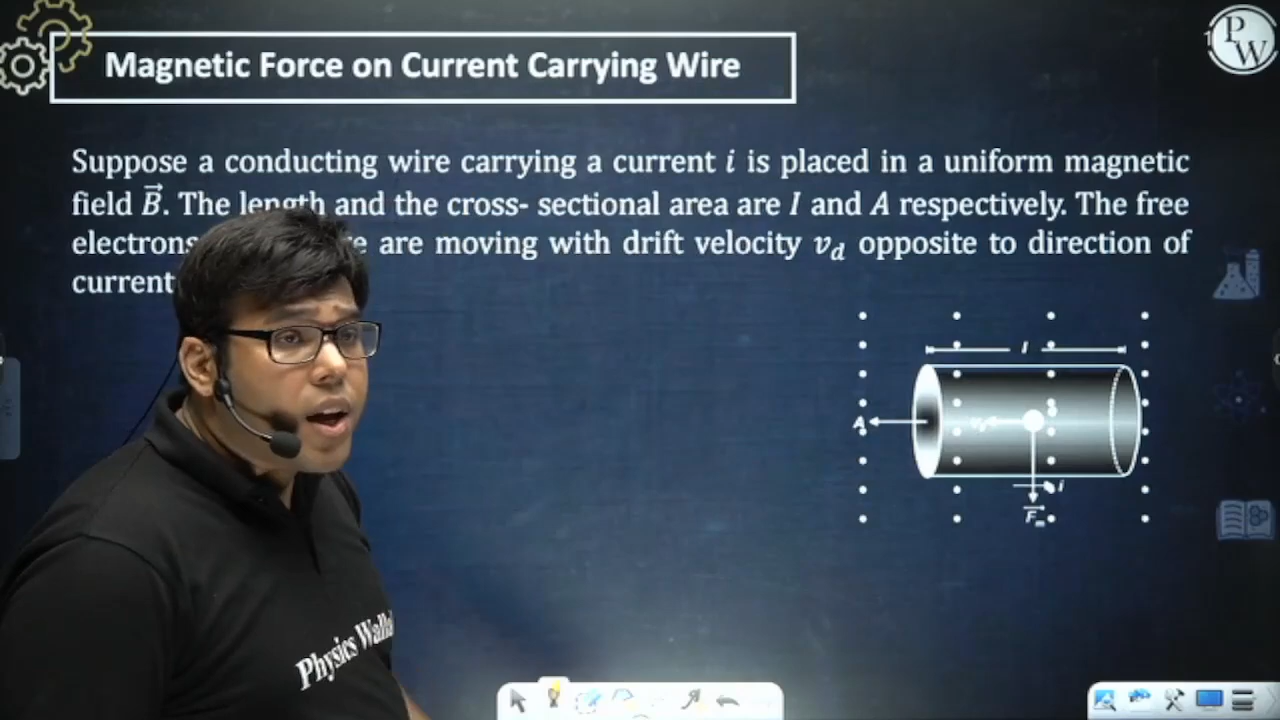 Magnetic Force on Current Carrying Wire
P
W
Suppose a conducting wire carrying a current i is placed in a uniform magnetic
field B⃗. The length and the cross- sectional area are I and A respectively. The free
electrons are moving with drift velocity v_d opposite to direction of
current
l
A
i
F⃗_m
Physics Walla